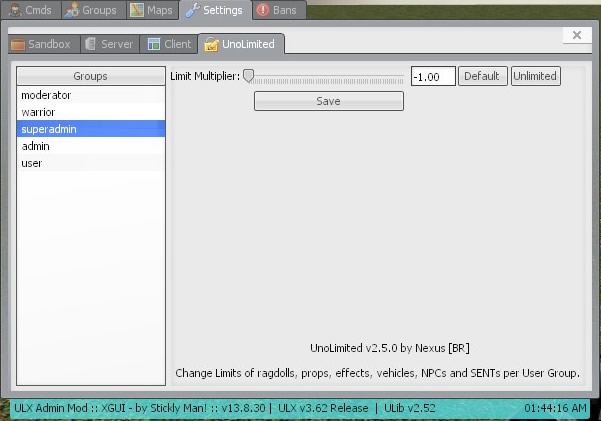 Cmds Groups Maps Settings Bans
Sandbox Server Client UnoLimited
Groups
moderator
warrior
superadmin
admin
user
Limit Multiplier: -1.00 Default Unlimited
Save
UnoLimited v2.5.0 by Nexus [BR]
Change Limits of ragdolls, props, effects, vehicles, NPCs and SENTs per User Group.
ULX Admin Mod :: XGUI - by Stickly Man! :: v13.8.30 | ULX v3.62 Release | ULib v2.52 01:44:16 AM